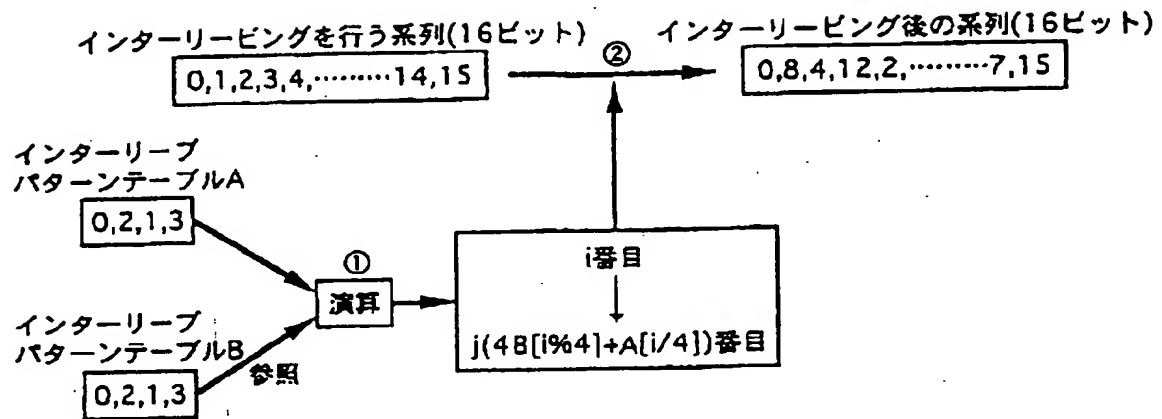 インターリービングを行う系列(16ビット)
②
インターリービング後の系列(16ビット)
0,1,2,3,4,………14,15
0,8,4,12,2,………7,15
インターリーブ
パターンテーブルA
0,2,1,3
①
演算
i番目
j(4B[i%4]+A[i/4])番目
インターリーブ
パターンテーブルB
参照
0,2,1,3